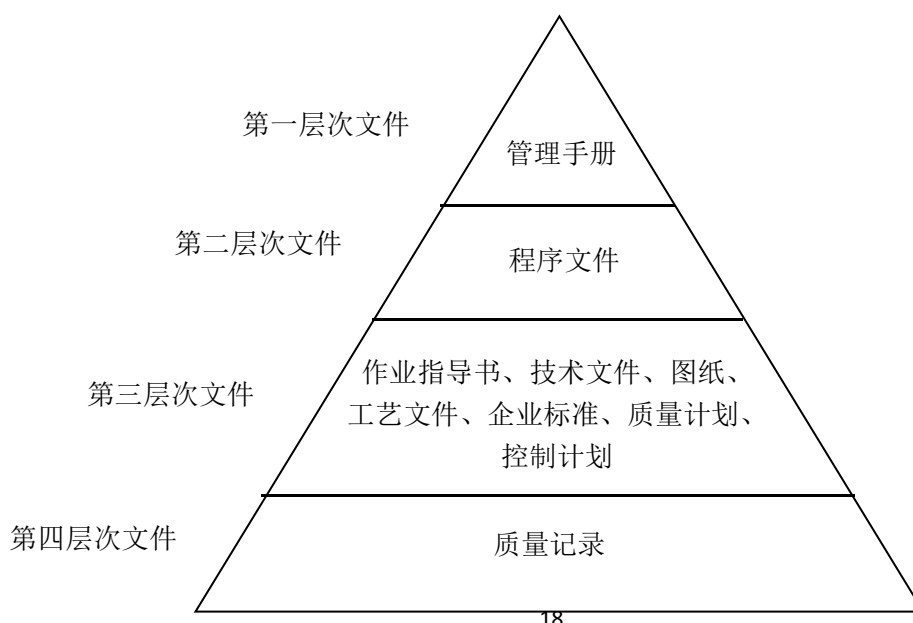 第一层次文件
管理手册
第二层次文件
程序文件
第三层次文件
作业指导书、技术文件、图纸、
工艺文件、企业标准、质量计划、
控制计划
第四层次文件
质量记录
18